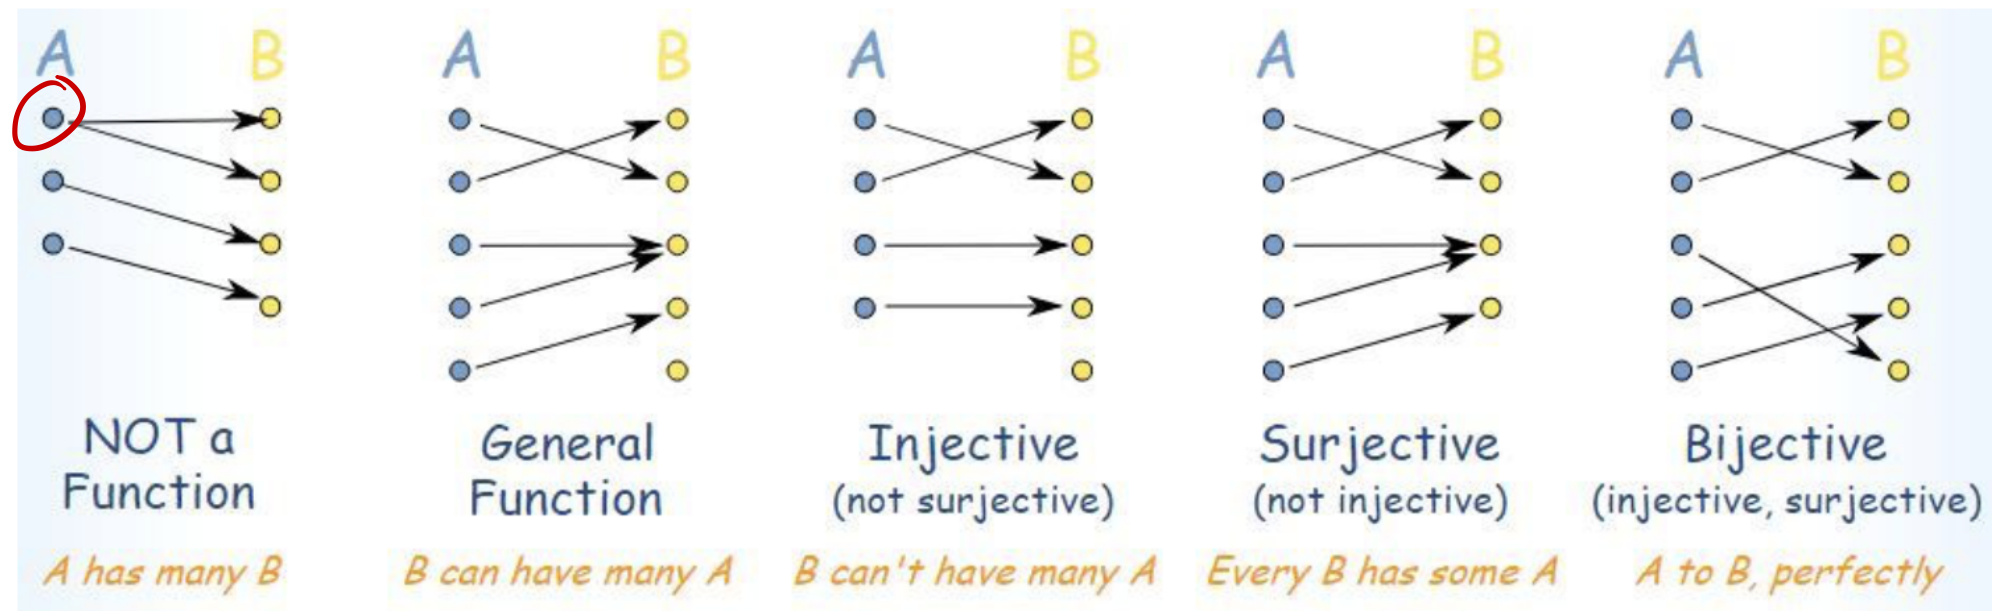 A B
A B
A B
A B
A B
NOT a
Function
A has many B
General
Function
B can have many A
Injective
(not surjective)
B can't have many A
Surjective
(not injective)
Every B has some A
Bijective
(injective, surjective)
A to B, perfectly